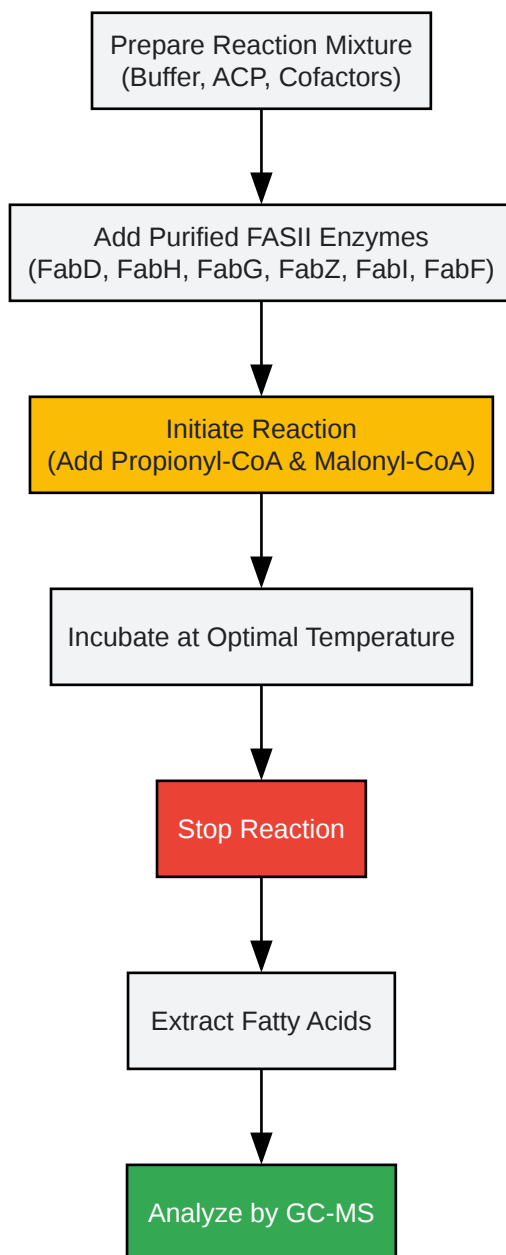 Prepare Reaction Mixture
(Buffer, ACP, Cofactors)
Add Purified FASII Enzymes
(FabD, FabH, FabG, FabZ, FabI, FabF)
Initiate Reaction
(Add Propionyl-CoA & Malonyl-CoA)
Incubate at Optimal Temperature
Stop Reaction
Extract Fatty Acids
Analyze by GC-MS